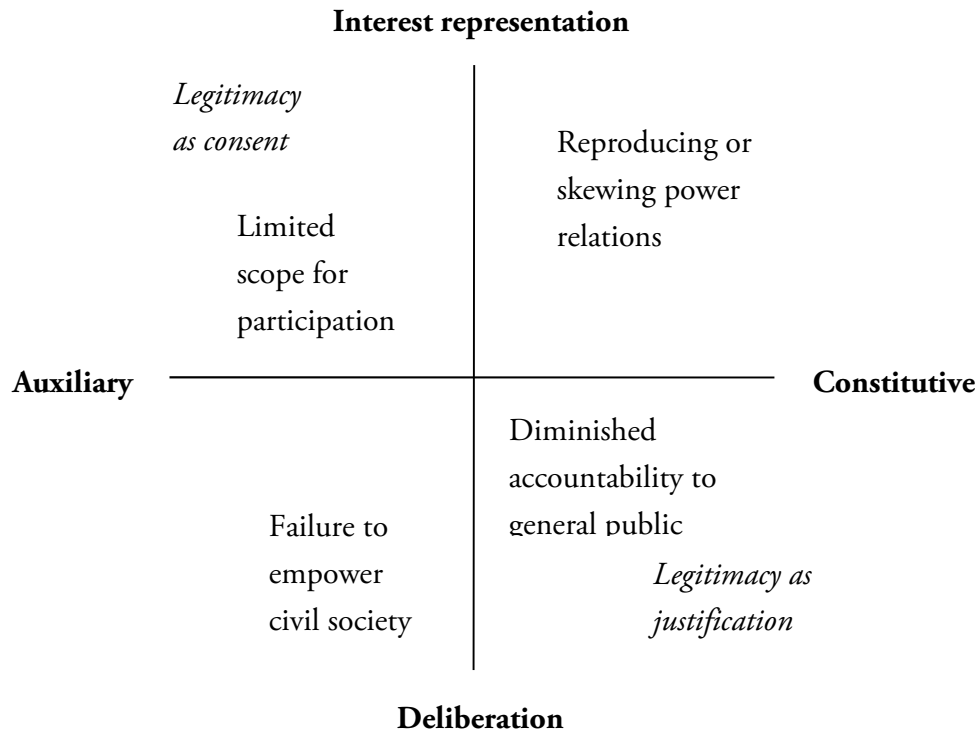 Interest representation
Legitimacy
as consent
Reproducing or
skewing power
relations
Limited
scope for
participation
Auxiliary
Constitutive
Diminished
accountability to
general public
Failure to
empower
civil society
Legitimacy as
justification
Deliberation